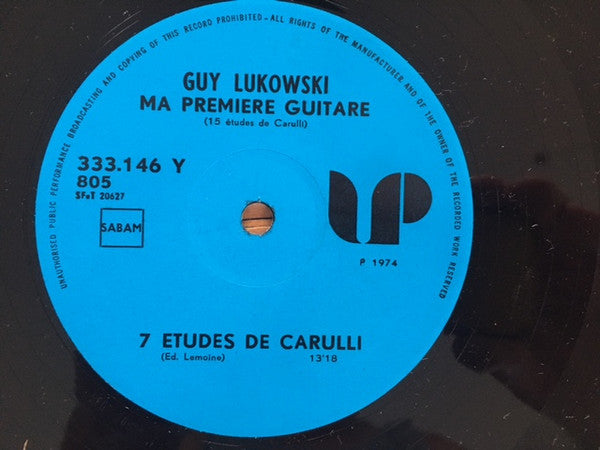 UNAUTHORISED PUBLIC PERFORMANCE BROADCASTING AND COPYING OF THIS RECORD PROHIBITED-ALL RIGHTS OF THE MANUFACTURER AND OF THE OWNER OF THE RECORDED WORK RESERVED
GUY LUKOWSKI
MA PREMIERE GUITARE
(15 études de Carulli)
333.146 Y
805
SFvT 20627
SABAM
UP
P 1974
7 ETUDES DE CARULLI
(Ed. Lemoine) 13'18